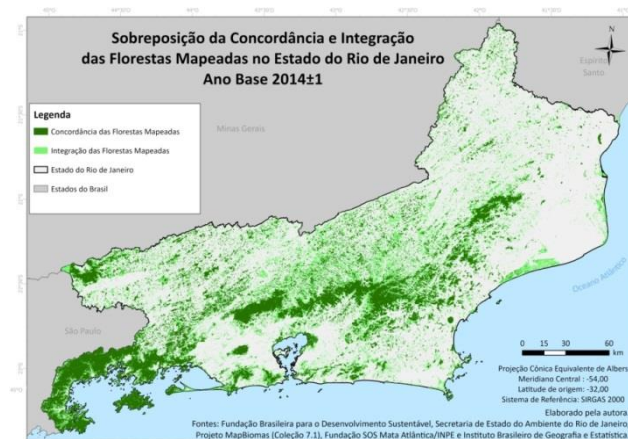 Sobreposição da Concordância e Integração
das Florestas Mapeadas no Estado do Rio de Janeiro
Ano Base 2014±1
N
Espírito
Santo
Legenda
Concordância das Florestas Mapeadas
Integração das Florestas Mapeadas
Estado do Rio de Janeiro
Estados do Brasil
Minas Gerais
São Paulo
Oceano Atlântico
0 15 30 60
km
Projeção Cônica Equivalente de Albers
Meridiano Central : -54,00
Latitude de origem: -32,00
Sistema de Referência: SIRGAS 2000
Elaborado pela autora.
Fontes: Fundação Brasileira para o Desenvolvimento Sustentável, Secretaria de Estado do Ambiente do Rio de Janeiro,
Projeto MapBiomas (Coleção 7.1), Fundação SOS Mata Atlântica/INPE e Instituto Brasileiro de Geografia e Estatística.